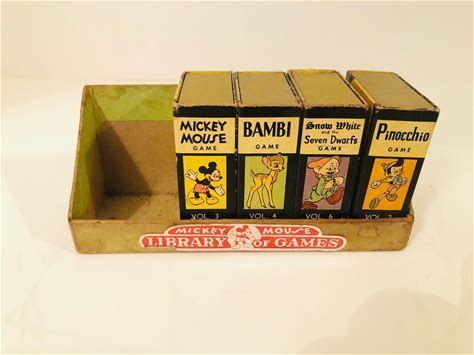 MICKEY
MOUSE
GAME
VOL. 3
BAMBI
GAME
VOL. 4
Snow White
and the
Seven Dwarfs
GAME
VOL. 6
Pinocchio
GAME
VOL. 2
MICKEY MOUSE
LIBRARY OF GAMES